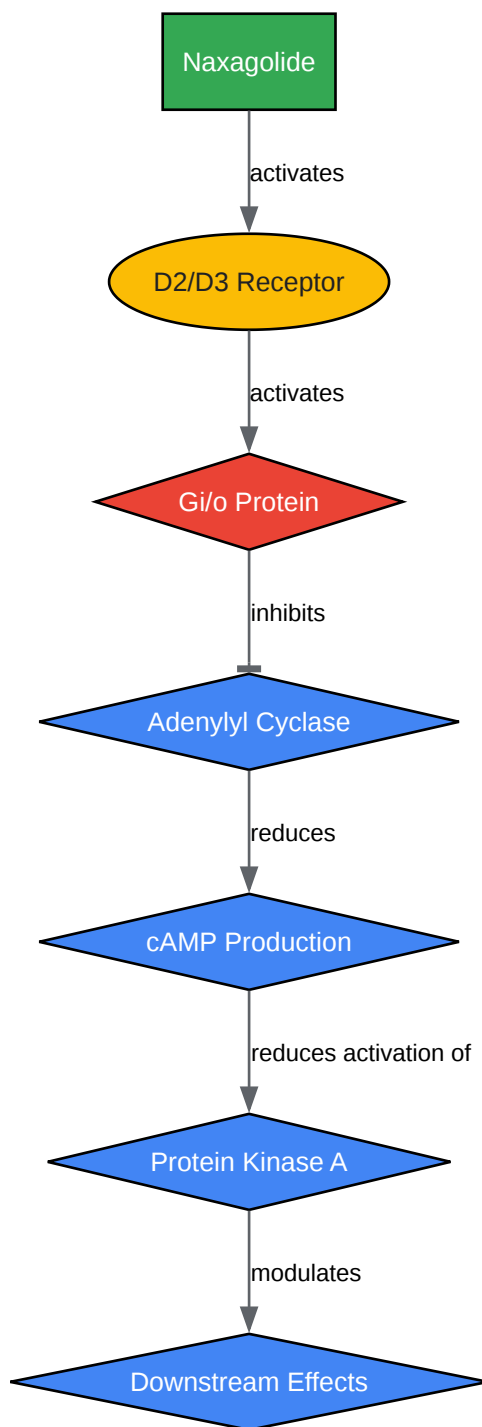 Naxagolide
activates
D2/D3 Receptor
activates
Gi/o Protein
inhibits
Adenylyl Cyclase
reduces
cAMP Production
reduces activation of
Protein Kinase A
modulates
Downstream Effects